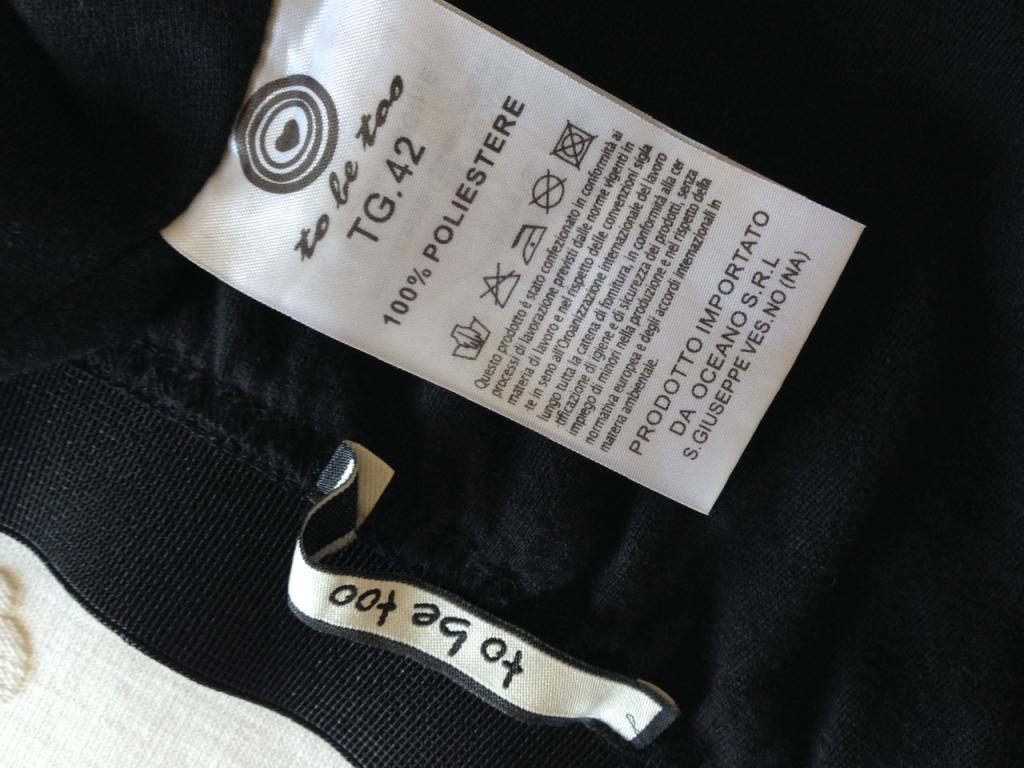 to be too
TG.42
100% POLIESTERE
Questo prodotto è stato confezionato in conformità ai
processi di lavorazione previsti dalle norme vigenti in
materia di lavoro e nel rispetto delle convenzioni sigla
-te in seno all'Oroanizzazione internazionale del lavoro
lungo tutta la catena di fornitura, in conformità alla cer
-tificazione di igiene e di sicurezza dei prodotti, senza
impiego di minori nella produzione e nel rispetto della
normativa europea e degli accordi internazionali in
materia ambientale.
PRODOTTO IMPORTATO
DA OCEANO S.R.L
S.GIUSEPPE VES.NO (NA)
to be too